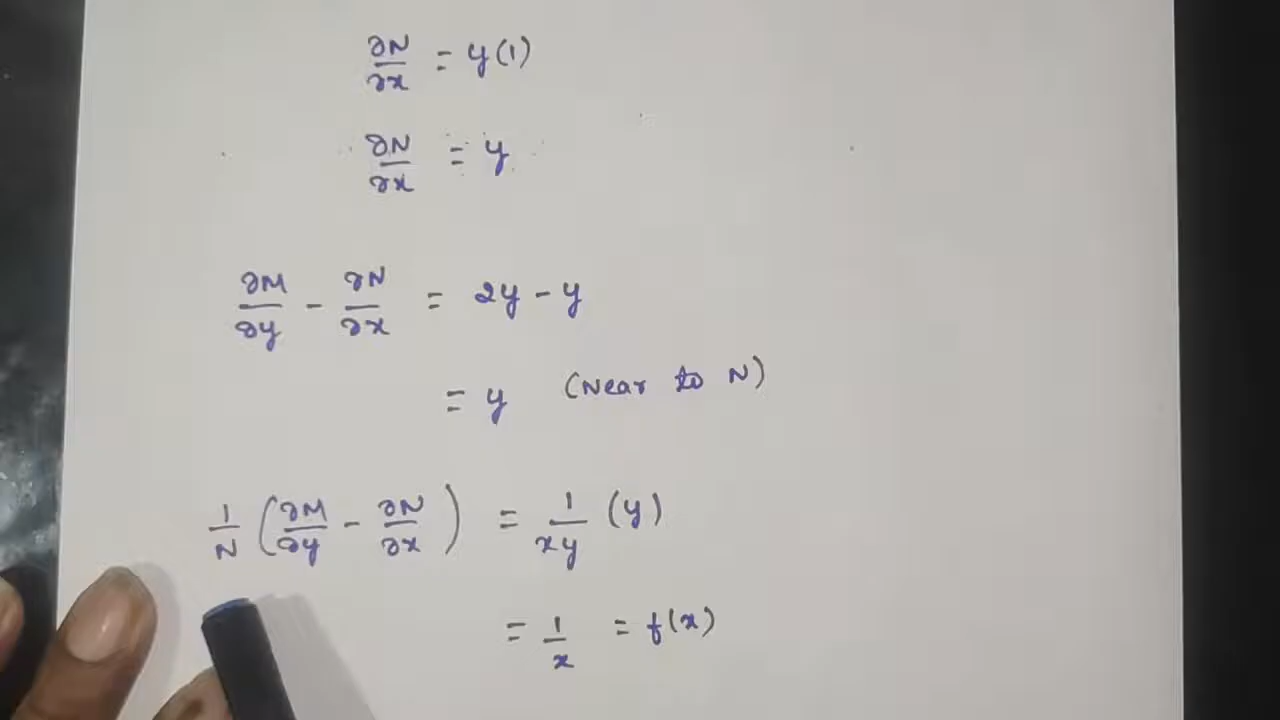 ∂N/∂x = y(1)
∂N/∂x = y
∂M/∂y - ∂N/∂x = 2y - y
= y (Near to N)
1/N (∂M/∂y - ∂N/∂x) = 1/xy (y)
= 1/x = f(x)